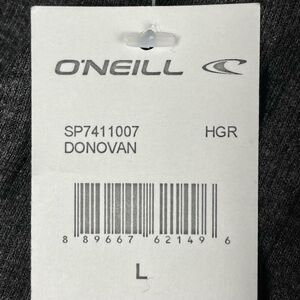 O'NEILL
SP7411007 HGR
DONOVAN
8 89667 62149 6
L